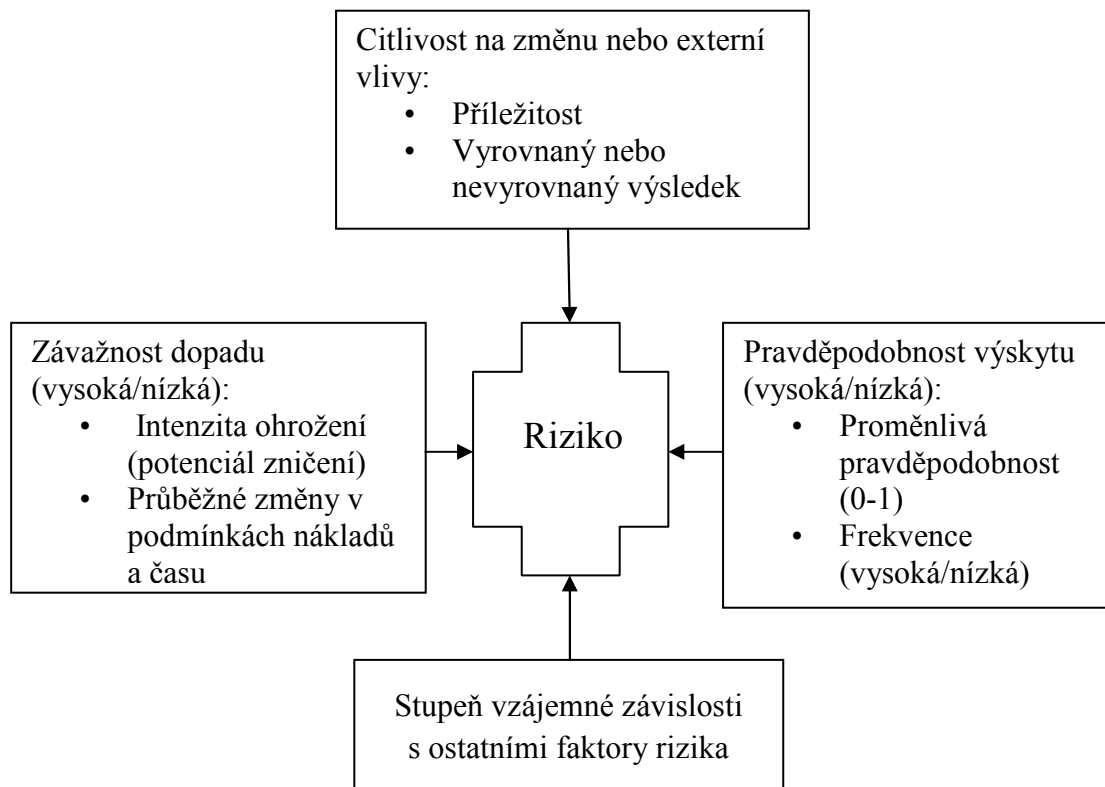 Citlivost na změnu nebo externí
vlivy:
• Příležitost
• Vyrovnaný nebo
nevyrovnaný výsledek
Závažnost dopadu
(vysoká/nízká):
• Intenzita ohrožení
(potenciál zničení)
• Průběžné změny v
podmínkách nákladů
a času
Riziko
Pravděpodobnost výskytu
(vysoká/nízká):
• Proměnlivá
pravděpodobnost
(0-1)
• Frekvence
(vysoká/nízká)
Stupeň vzájemné závislosti
s ostatními faktory rizika